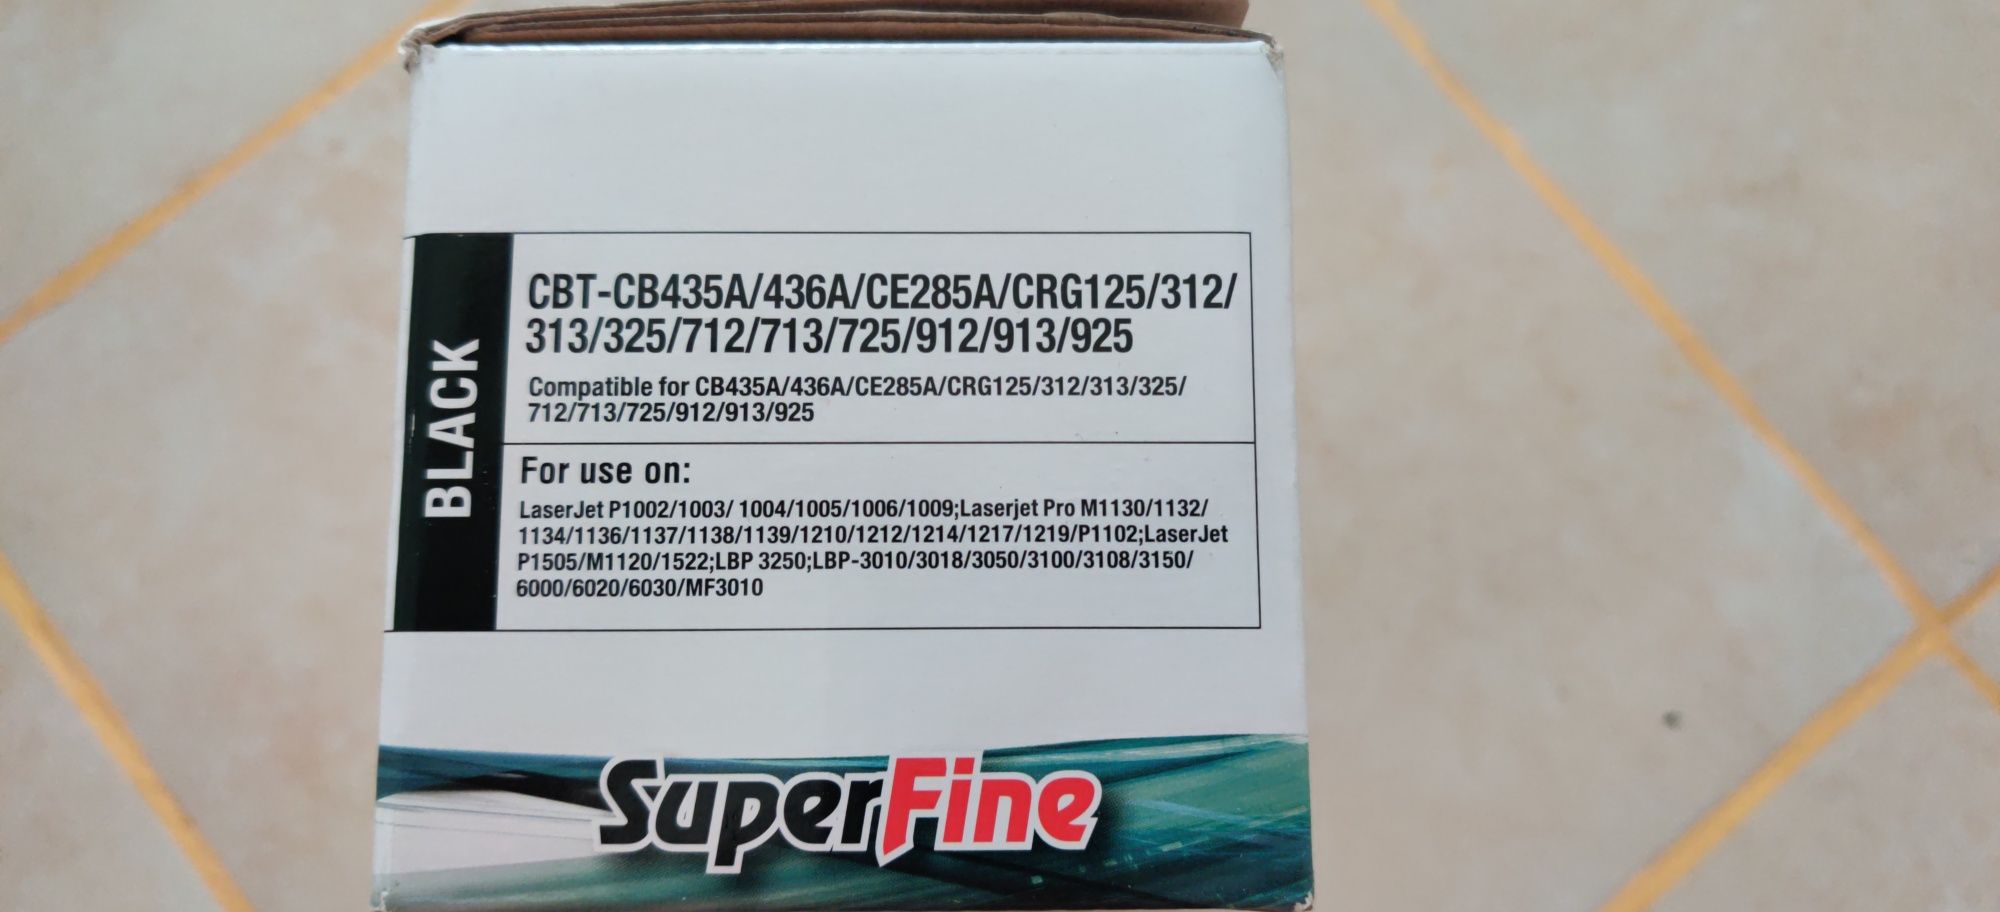 BLACK
CBT-CB435A/436A/CE285A/CRG125/312/
313/325/712/713/725/912/913/925
Compatible for CB435A/436A/CE285A/CRG125/312/313/325/
712/713/725/912/913/925
For use on:
LaserJet P1002/1003/ 1004/1005/1006/1009;Laserjet Pro M1130/1132/
1134/1136/1137/1138/1139/1210/1212/1214/1217/1219/P1102;LaserJet
P1505/M1120/1522;LBP 3250;LBP-3010/3018/3050/3100/3108/3150/
6000/6020/6030/MF3010
SuperFine